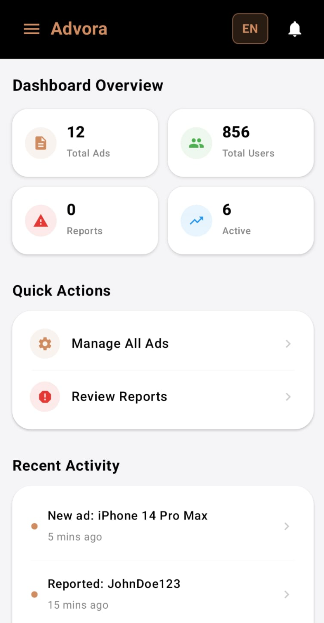 Advora
EN
Dashboard Overview
12
Total Ads
856
Total Users
0
Reports
6
Active
Quick Actions
Manage All Ads
Review Reports
Recent Activity
New ad: iPhone 14 Pro Max
5 mins ago
Reported: JohnDoe123
15 mins ago